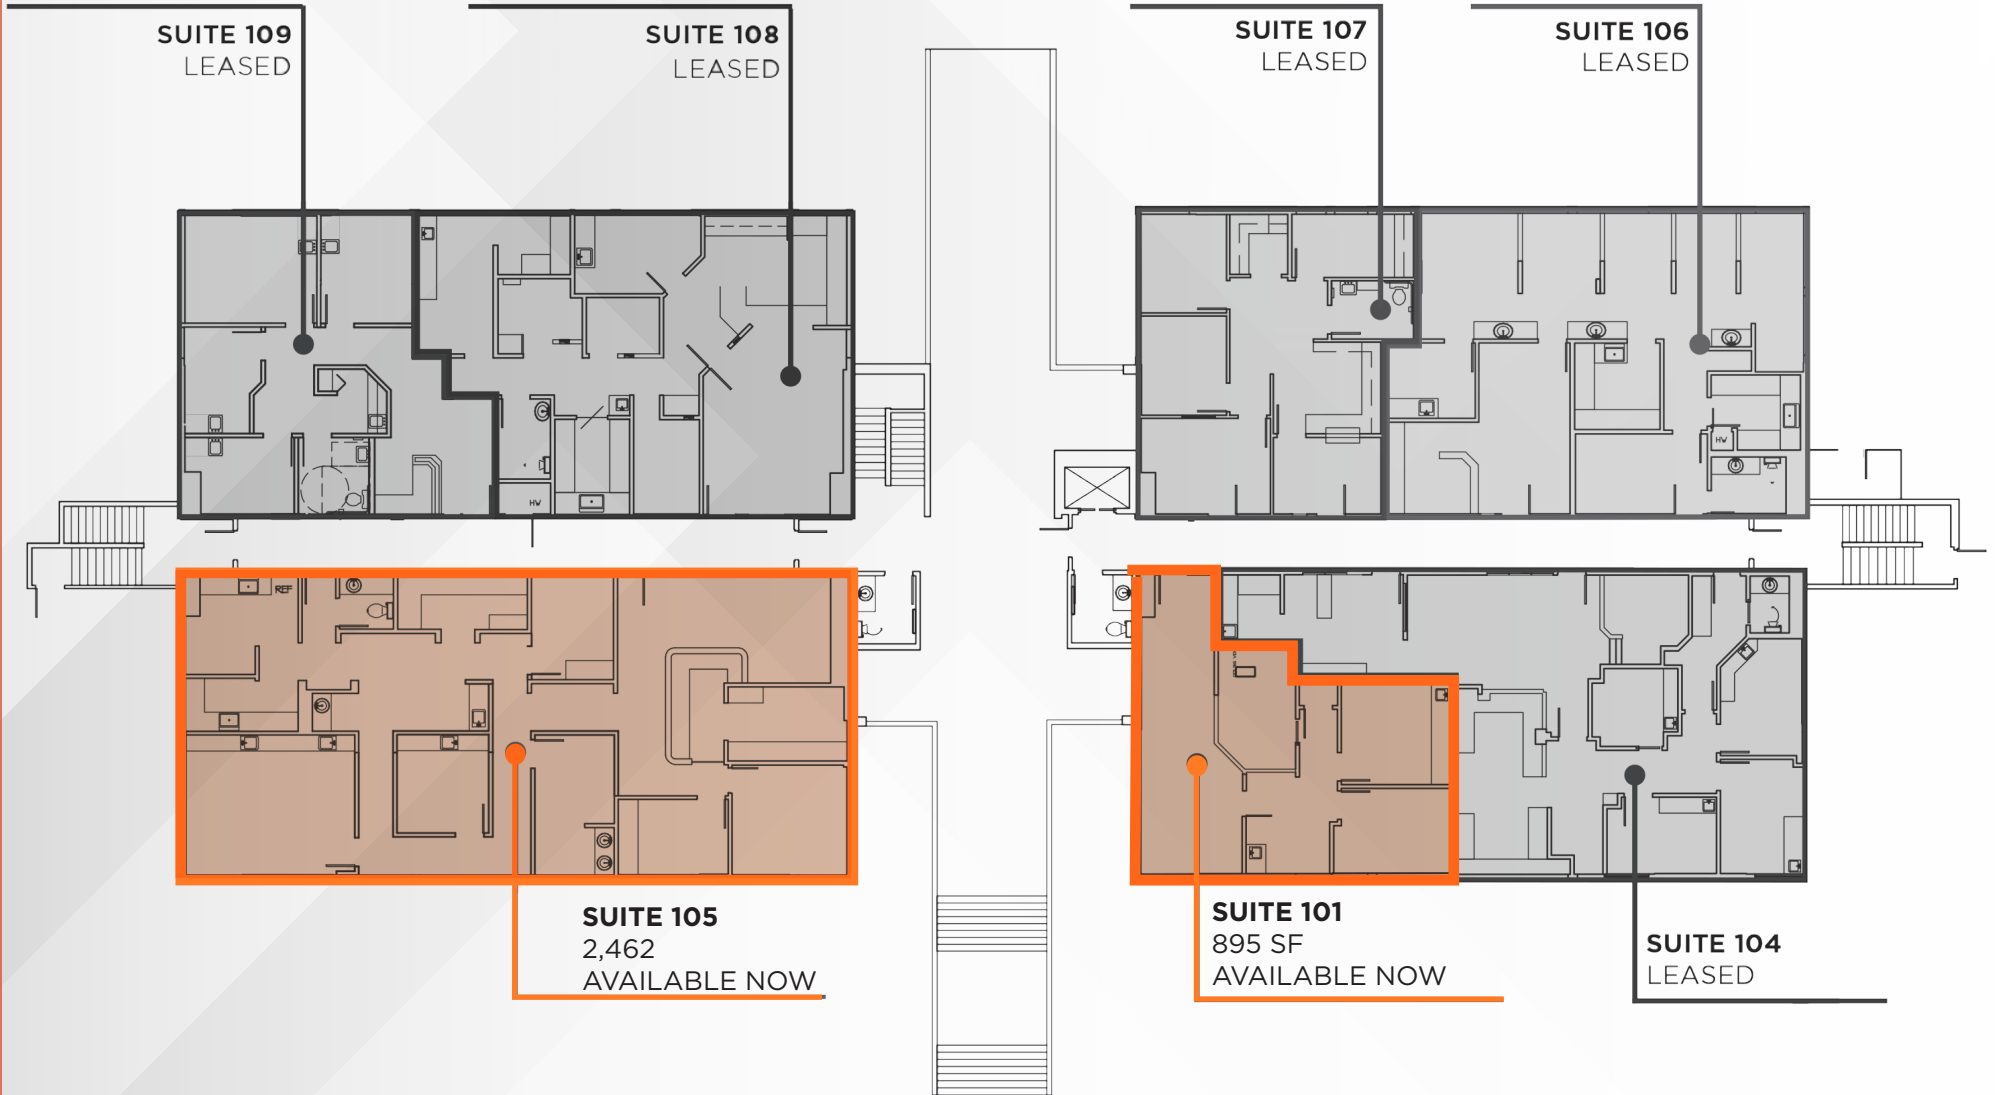 SUITE 109
LEASED
SUITE 108
LEASED
SUITE 107
LEASED
SUITE 106
LEASED
HW
HW
REF
SUITE 105
2,462
AVAILABLE NOW
SUITE 101
895 SF
AVAILABLE NOW
SUITE 104
LEASED